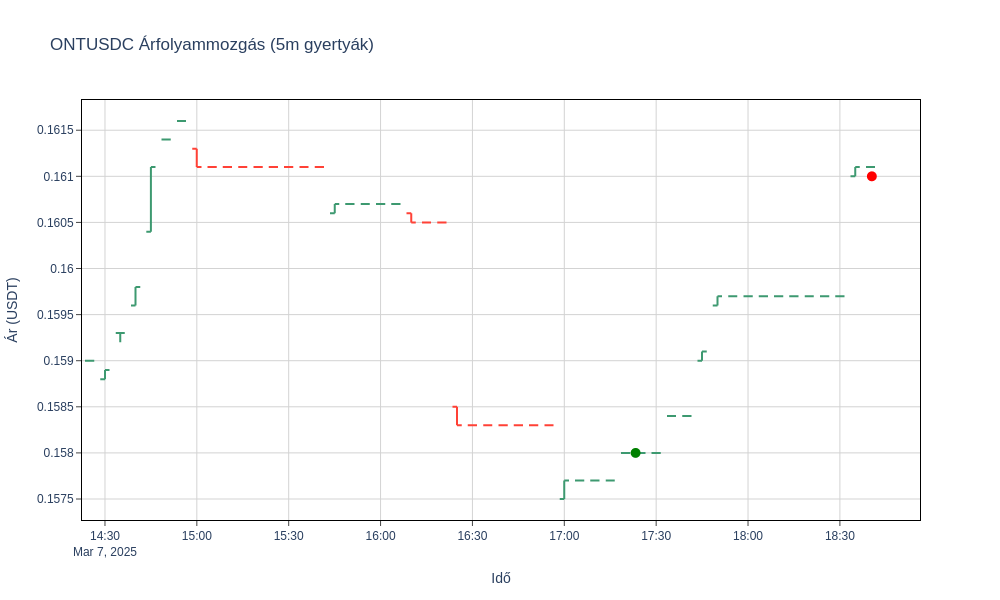 ONTUSDC Árfolyammozgás (5m gyertyák)
0.1615
0.161
0.1605
0.16
0.1595
0.159
0.1585
0.158
0.1575
Ár (USDT)
14:30 15:00 15:30 16:00 16:30 17:00 17:30 18:00 18:30
Mar 7, 2025
Idő